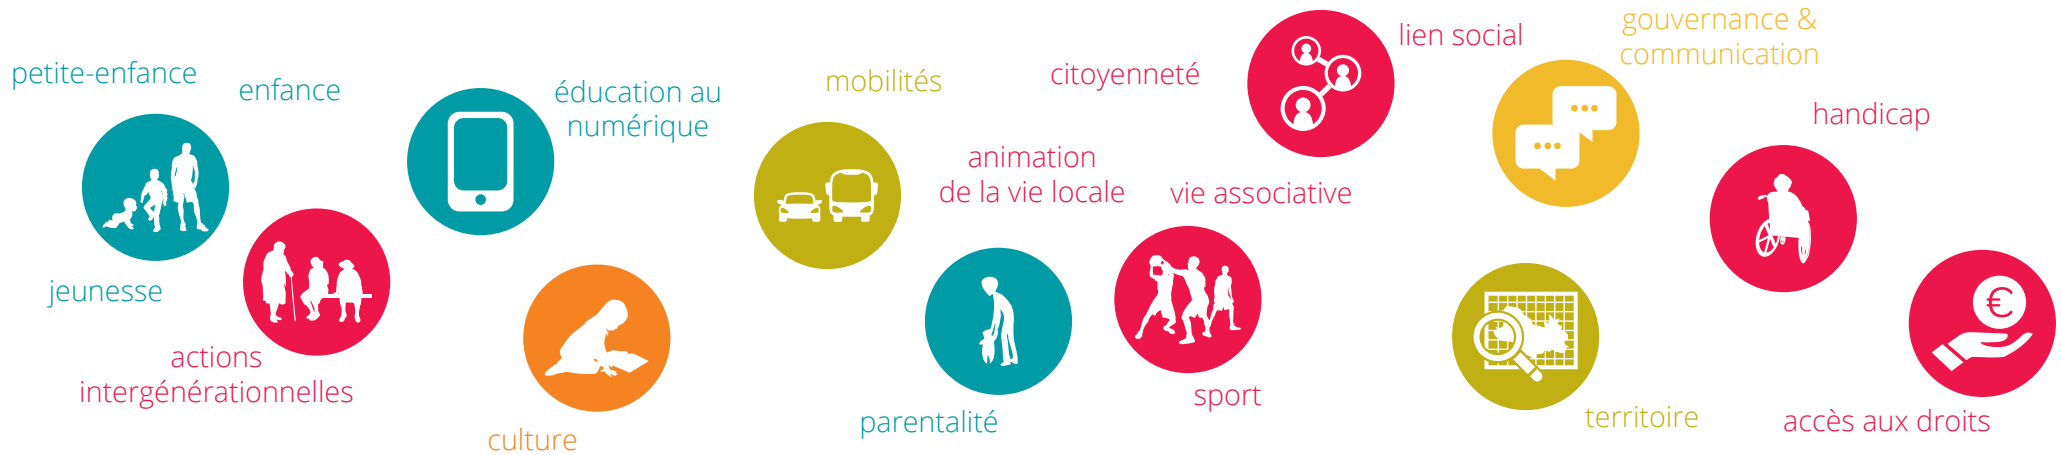 petite-enfance
enfance
jeunesse
actions
intergénérationnelles
éducation au
numérique
culture
mobilités
citoyenneté
lien social
animation
de la vie locale
vie associative
parentalité
sport
gouvernance &
communication
handicap
territoire
€
accès aux droits